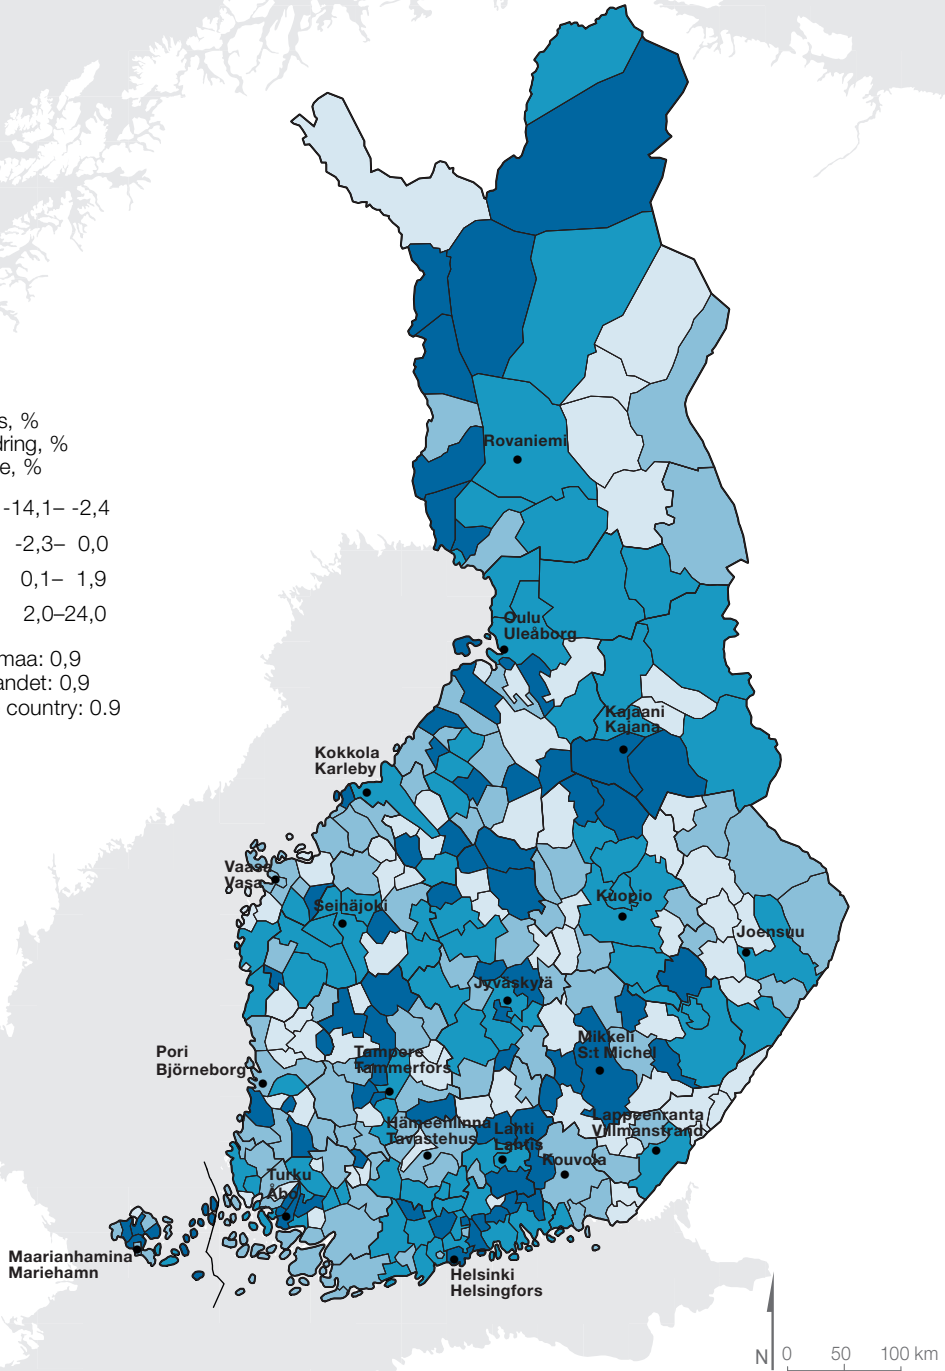 s, %
dring, %
e, %
-14,1– -2,4
-2,3– 0,0
0,1– 1,9
2,0–24,0
maa: 0,9
andet: 0,9
country: 0.9
Rovaniemi
Oulu
Uleåborg
Kajaani
Kajana
Kokkola
Karleby
Vaasa
Vasa
Seinäjoki
Kuopio
Joensuu
Jyväskylä
Mikkeli
S:t Michel
Pori
Björneborg
Tampere
Tammerfors
Hämeenlinna
Tavastehus
Lahti
Lahtis
Lappeenranta
Villmanstrand
Kouvola
Turku
Åbo
Maarianhamina
Mariehamn
Helsinki
Helsingfors
N 0 50 100 km